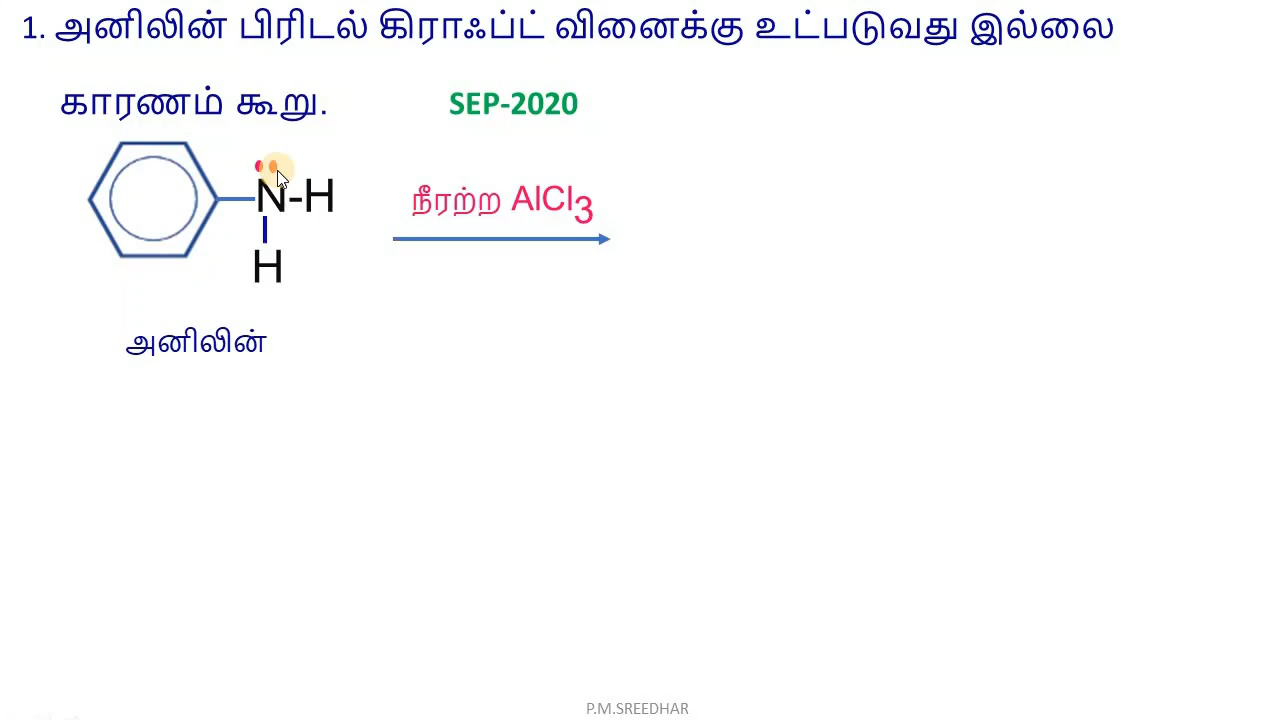 1. அனிலின் பிரிடல் கிராஃப்ட் வினைக்கு உட்படுவது இல்லை
காரணம் கூறு. SEP-2020
N-H
H
நீரற்ற AlCl3
அனிலின்
P.M.SREEDHAR